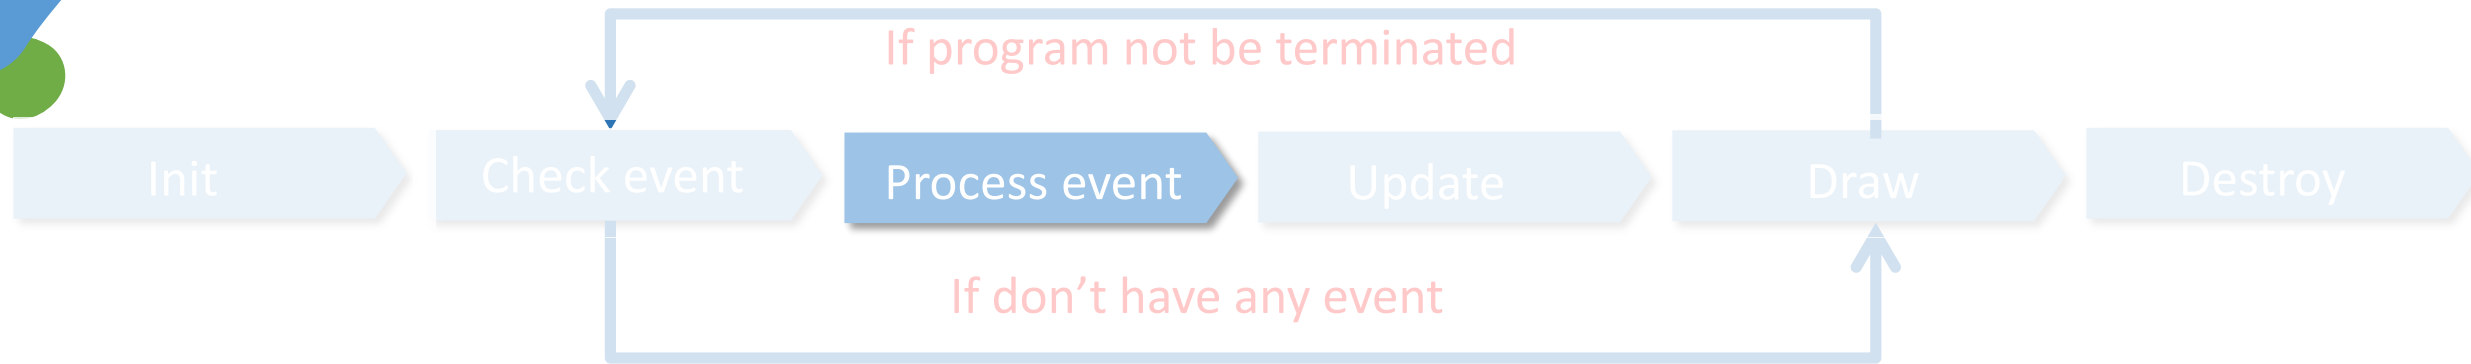 If program not be terminated
Init
Check event
Process event
Update
Draw
Destroy
If don’t have any event